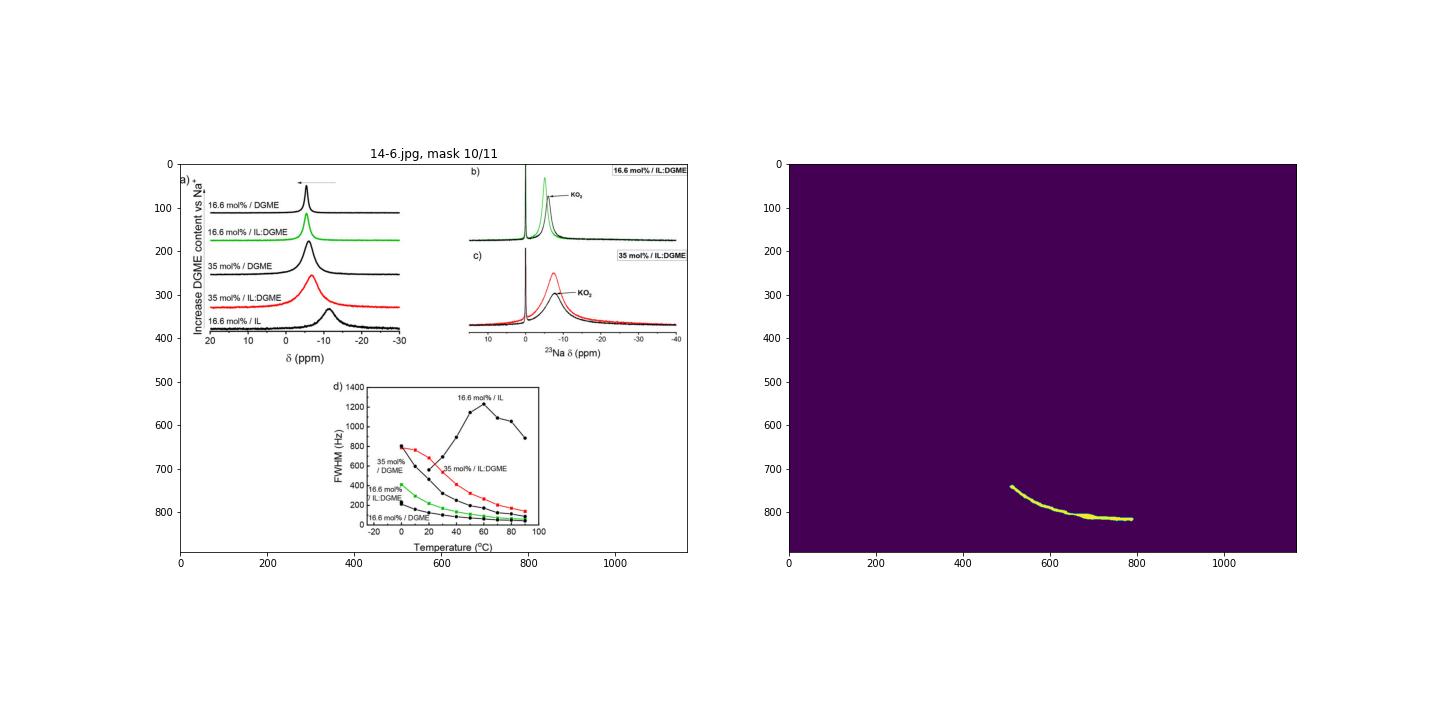 14-6.jpg, mask 10/11
0
100
200
300
400
500
600
700
800
0
200
400
600
800
1000
a)
Increase DGME content vs Na+
16.6 mol% / DGME
16.6 mol% / IL:DGME
35 mol% / DGME
35 mol% / IL:DGME
16.6 mol% / IL
20 10 0 -10 -20 -30
δ (ppm)
b)
16.6 mol% / IL:DGME
KO2
c)
35 mol% / IL:DGME
KO2
10 0 -10 -20 -30 -40
23Na δ (ppm)
d)
1400
1200
1000
800
600
400
200
0
FWHM (Hz)
16.6 mol% / IL
35 mol%
/ DGME
35 mol% / IL:DGME
16.6 mol%
/ IL:DGME
16.6 mol% / DGME
-20 0 20 40 60 80 100
Temperature (°C)
0
100
200
300
400
500
600
700
800
0
200
400
600
800
1000